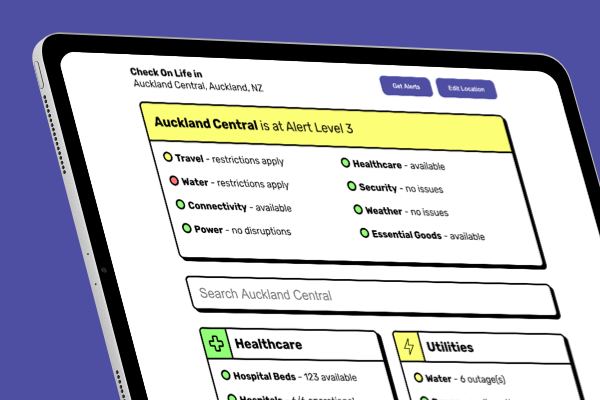 Check On Life in
Auckland Central, Auckland, NZ
Get Alerts
Edit Location
Auckland Central is at Alert Level 3
Travel - restrictions apply
Water - restrictions apply
Connectivity - available
Power - no disruptions
Healthcare - available
Security - no issues
Weather - no issues
Essential Goods - available
Search Auckland Central
Healthcare
Hospital Beds - 123 available
Hospitals
Utilities
Water - 6 outage(s)